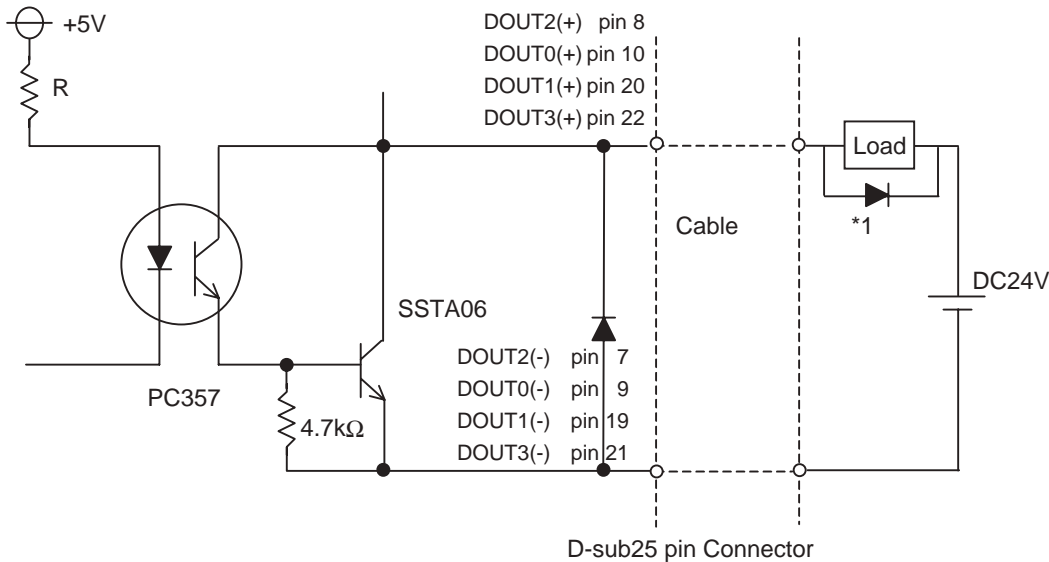 +5V
R
DOUT2(+) pin 8
DOUT0(+) pin 10
DOUT1(+) pin 20
DOUT3(+) pin 22
Load
*1
Cable
DC24V
SSTA06
PC357
4.7kΩ
DOUT2(-) pin 7
DOUT0(-) pin 9
DOUT1(-) pin 19
DOUT3(-) pin 21
D-sub25 pin Connector